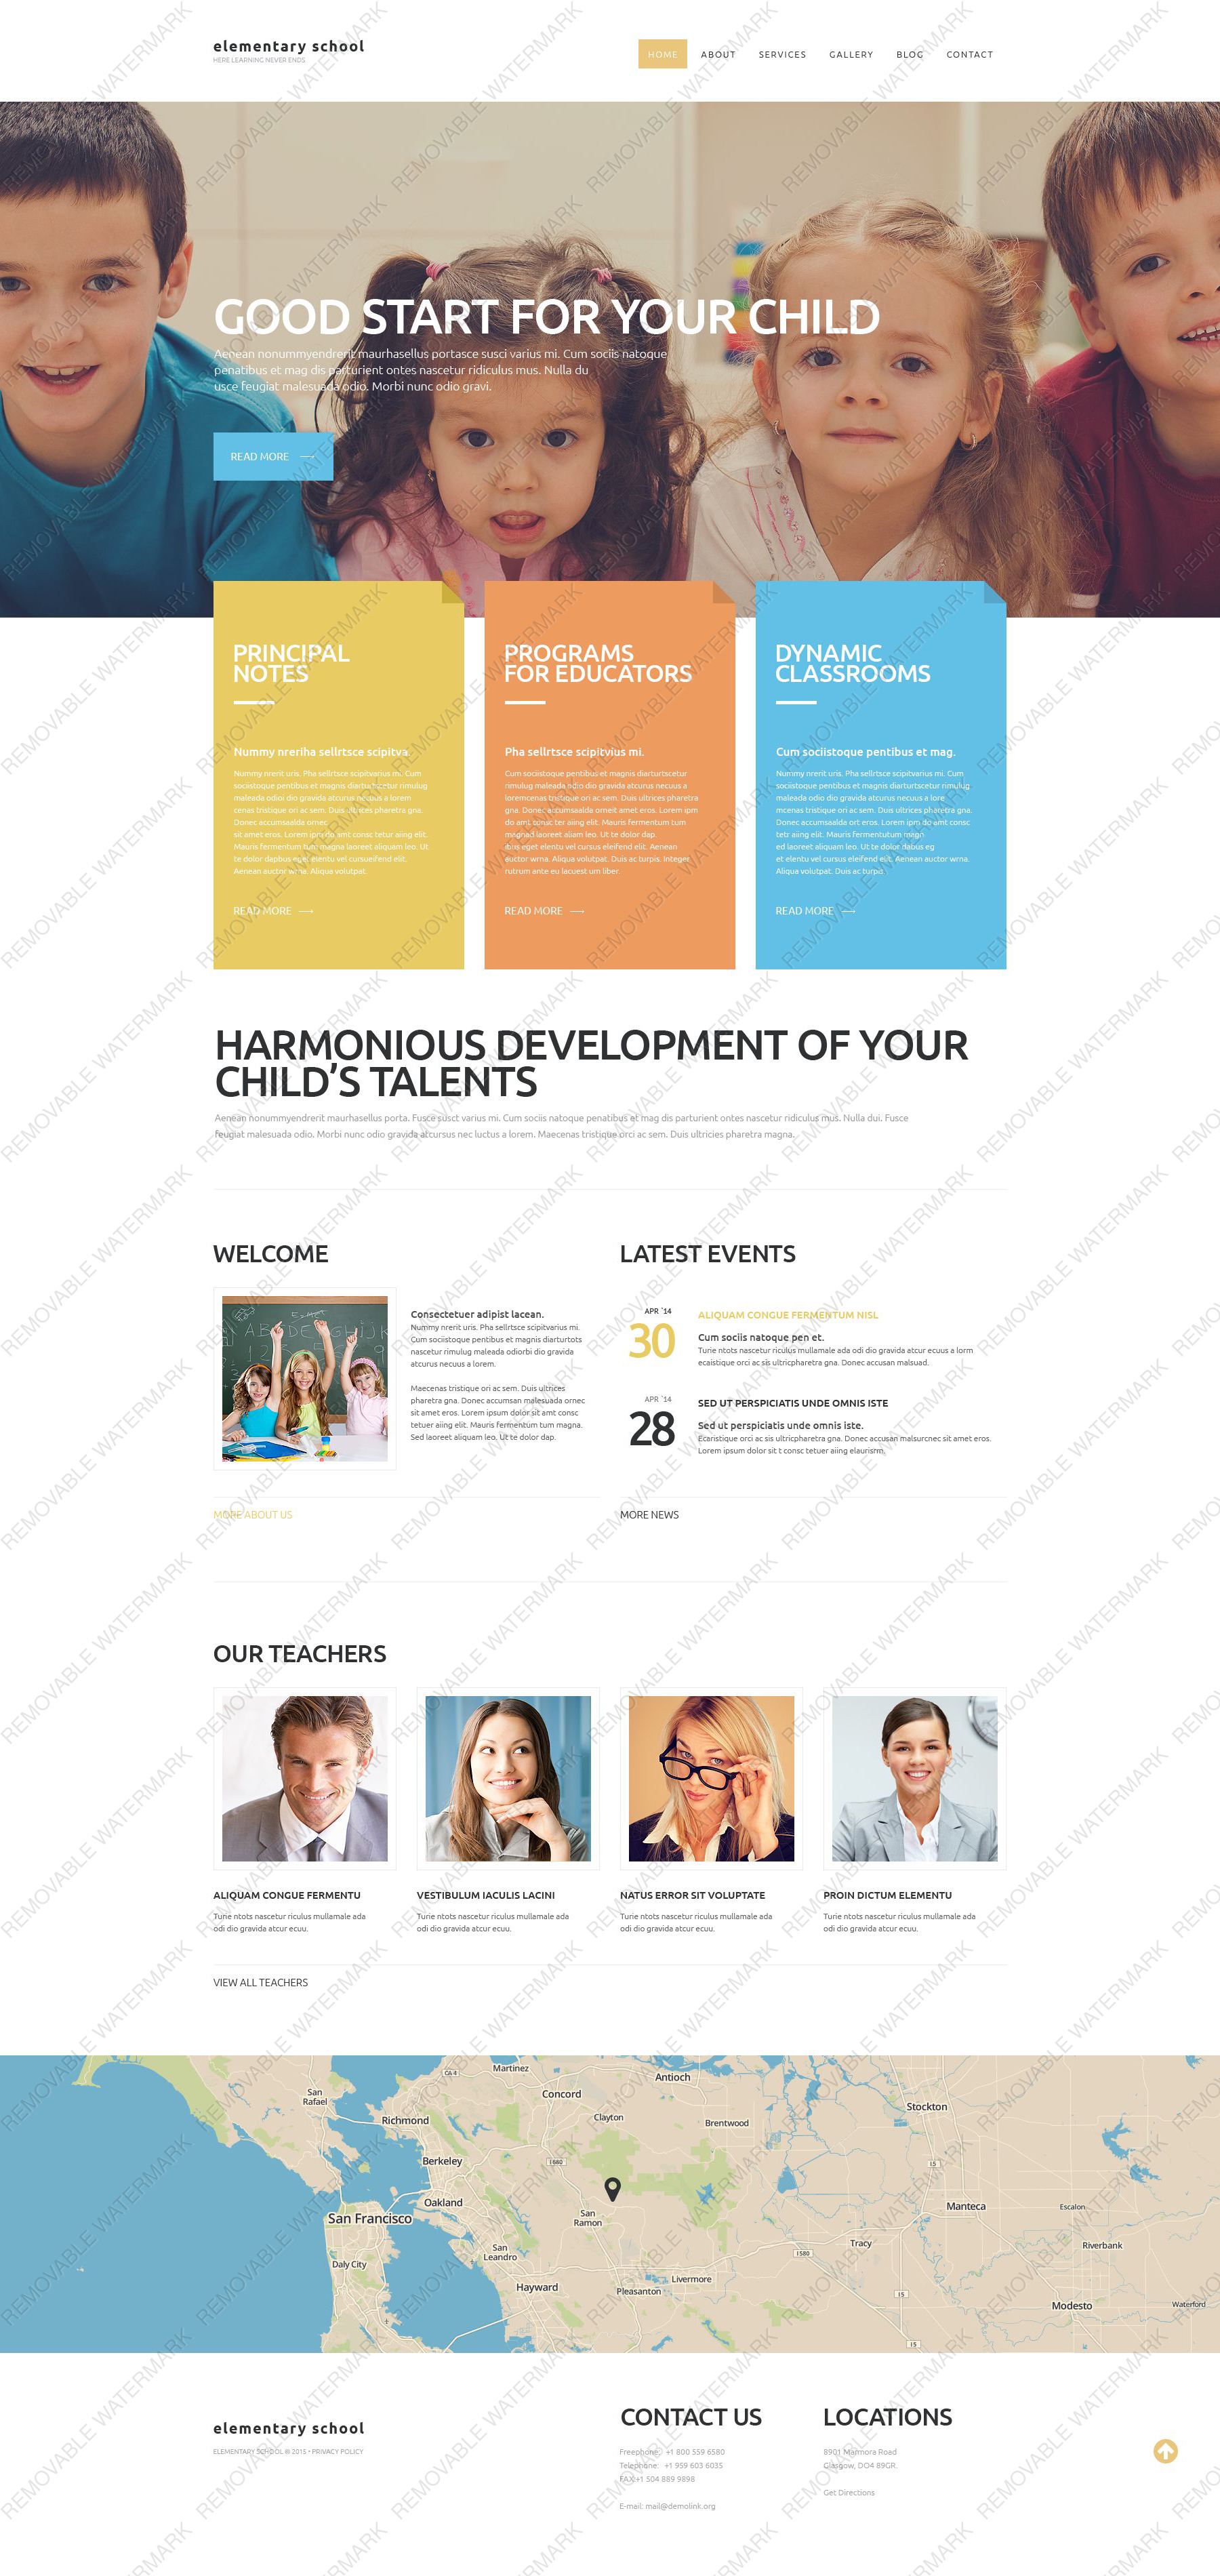 elementary school
HERE LEARNING NEVER ENDS
HOME ABOUT SERVICES GALLERY BLOG CONTACT
GOOD START FOR YOUR CHILD
Aenean nonummyendrerit maurhasellus portasce susci varius mi. Cum sociis natoque
penatibus et mag dis parturient ontes nascetur ridiculus mus. Nulla du
usce feugiat malesuada odio. Morbi nunc odio gravi.
READ MORE
PRINCIPAL
NOTES
Nummy nreriha sellrtsce scipitva.
Nummy nrerit uris. Pha sellrtsce scipitvarius mi. Cum
sociistoque pentibus et magnis diarturtscetur rimulug
maleada odioi dio gravida atcurus necuus a lorem
cenas tristique ori ac sem. Duis ultrices pharetra gna.
Donec accumsaalda ornec
sit amet eros. Lorem ipm do amt consc tetur aiing elit.
Mauris fermentum tum magna laoreet aliquam leo. Ut
te dolor dapbus eget elentu vel cursueifend elit.
Aenean auctor wrna. Aliqua volutpat.
READ MORE
PROGRAMS
FOR EDUCATORS
Pha sellrtsce scipitvius mi.
Cum sociistoque pentibus et magnis diarturtscetur
rimulug maleada odin dio gravida atcurus necuus a
loremcenas tristique ori ac sem. Duis ultrices pharetra
gna. Donec accumsaalda orneit amet eros. Lorem ipm
do amt consc ter aiing elit. Mauris fermentum tum
magnad laoreet aliam leo. Ut te dolor dap.
ibus eget elentu vel cursus eleifend elit. Aenean
auctor wrna. Aliqua volutpat. Duis ac turpis. Integer
rutrum ante eu lacuest um liber.
READ MORE
DYNAMIC
CLASSROOMS
Cum sociistoque pentibus et mag.
Nummy nrerit uris. Pha sellrtsce scipitvarius mi. Cum
sociistoque pentibus et magnis diarturtscetur rimulug
maleada odio dio gravida atcurus necuus a lore
mcenas tristique ori ac sem. Duis ultrices pharetra gna.
Donec accumsaalda ort eros. Lorem ipm do amt consc
tetr aiing elit. Mauris fermentutum magn
ed laoreet aliquam leo. Ut te dolor dabus eg
et elentu vel cursus eleifend elit. Aenean auctor wrna.
Aliqua volutpat. Duis ac turpis
READ MORE
HARMONIOUS DEVELOPMENT OF YOUR
CHILD’S TALENTS
Aenean nonummyendrerit maurhasellus porta. Fusce susct varius mi. Cum sociis natoque penatibus et mag dis parturient ontes nascetur ridiculus mus. Nulla dui. Fusce
feugiat malesuada odio. Morbi nunc odio gravida atcursus nec luctus a lorem. Maecenas tristique orci ac sem. Duis ultricies pharetra magna.
WELCOME
Consectetuer adipist lacean.
Nummy nrerit uris. Pha sellrtsce scipitvarius mi.
Cum sociistoque pentibus et magnis diarturtots
nascetur rimulug maleada odiorbi dio gravida
aturcus necuus a lorem.
Maecenas tristique ori ac sem. Duis ultrices
pharetra gna. Donec accumsan malesuada ornec
sit amet eros. Lorem ipsum dolor sit amt consc
tetuer aiing elit. Mauris fermentum tum magna.
Sed laoreet aliquam leo. Ut te dolor dap.
MORE ABOUT US
LATEST EVENTS
APR `14
30
ALIQUAM CONGUE FERMENTUM NISL
Cum sociis natoque pen et.
Turie ntots nascetur riculus mullamale ada odi dio gravida atcur ecuus a lorm
ecaistique orci ac sis ultricpharetra gna. Donec accusan malsuad.
APR `14
28
SED UT PERSPICIATIS UNDE OMNIS ISTE
Sed ut perspiciatis unde omnis iste.
Ecaristique orci ac sis ultricpharetra gna. Donec accusan malsurcnec sit amet eros.
Lorem ipsum dolor sit t consc tetuer aiing elaurism.
MORE NEWS
OUR TEACHERS
ALIQUAM CONGUE FERMENTU
Turie ntots nascetur riculus mullamale ada
odi dio gravida atcur ecuu.
VESTIBULUM IACULIS LACINI
Turie ntots nascetur riculus mullamale ada
odi dio gravida atcur ecuu.
NATUS ERROR SIT VOLUPTATE
Turie ntots nascetur riculus mullamale ada
odi dio gravida atcur ecuu.
PROIN DICTUM ELEMENTU
Turie ntots nascetur riculus mullamale ada
odi dio gravida atcur ecuu.
VIEW ALL TEACHERS
Martinez
Antioch
CA 4
Concord
San
Rafael
Richmond
Clayton
Brentwood
Stockton
Berkeley
I680
I5
Oakland
San Francisco
San
Ramon
Manteca
Escalon
Tracy
Riverbank
San
Leandro
I580
Daly City
Hayward
Livermore
Pleasanton
I5
Modesto
Waterford
I5
elementary school
ELEMENTARY SCHOOL © 2015 • PRIVACY POLICY
CONTACT US
Freephone: +1 800 559 6580
Telephone: +1 959 603 6035
FAX:+1 504 889 9898
E-mail: mail@demolink.org
LOCATIONS
8901 Marmora Road
Glasgow, DO4 89GR.
Get Directions
REMOVABLE WATERMARK